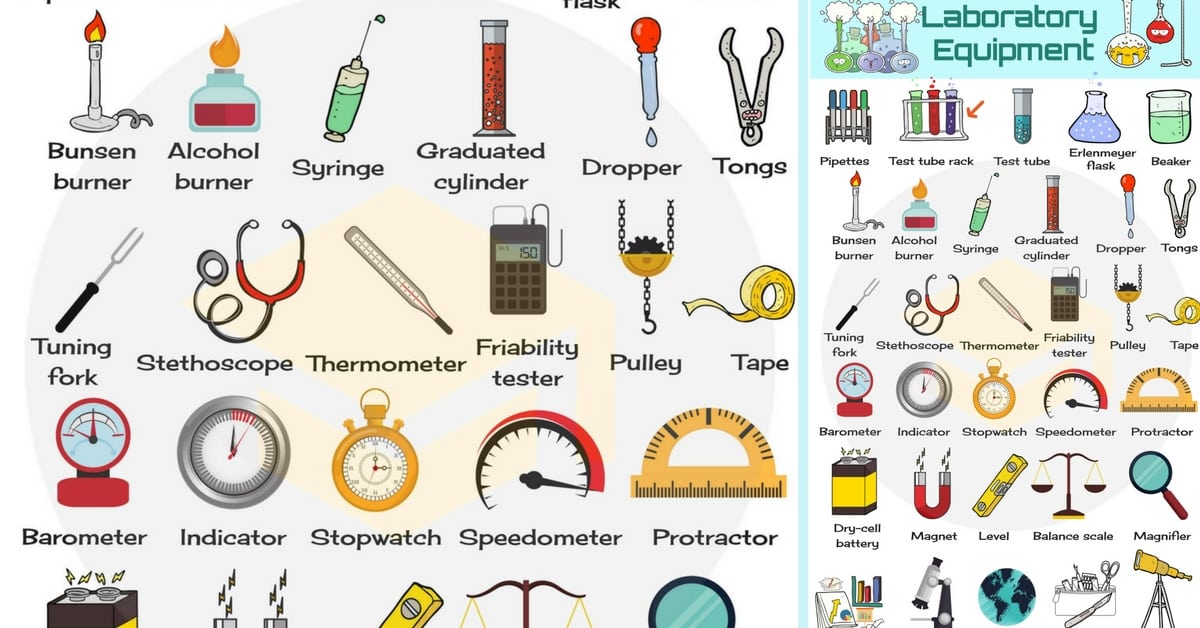 flask
Bunsen
burner
Alcohol
burner
Syringe
Graduated
cylinder
Dropper
Tongs
Tuning
fork
Stethoscope
Thermometer
150
Friability
tester
Pulley
Tape
Barometer
Indicator
Stopwatch
Speedometer
Protractor
Laboratory
Equipment
Pipettes
Test tube rack
Test tube
Erlenmeyer
flask
Beaker
Bunsen
burner
Alcohol
burner
Syringe
Graduated
cylinder
Dropper
Tongs
Tuning
fork
Stethoscope
Thermometer
150
Friability
tester
Pulley
Tape
Barometer
Indicator
Stopwatch
Speedometer
Protractor
Dry-cell
battery
Magnet
Level
Balance scale
Magnifier